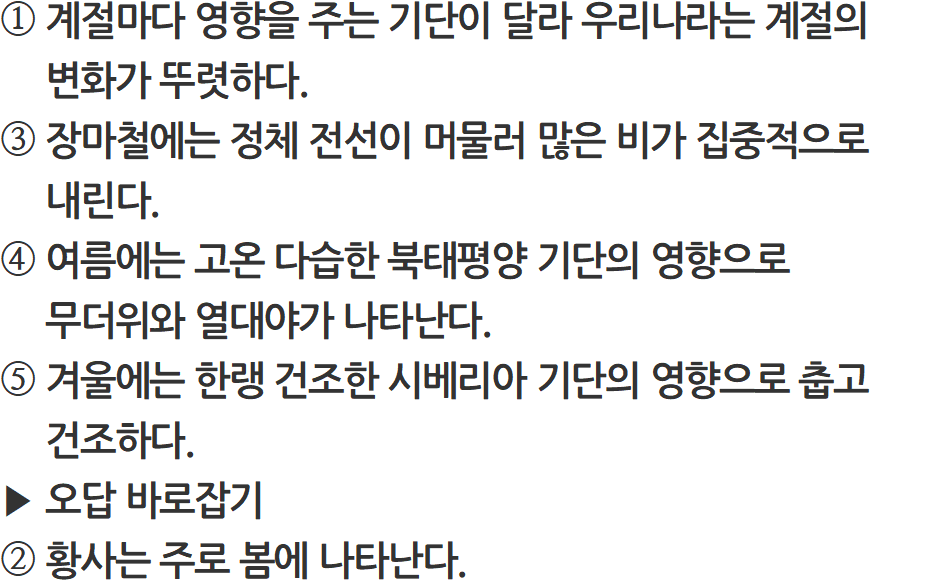 ① 계절마다 영향을 주는 기단이 달라 우리나라는 계절의
변화가 뚜렷하다.
③ 장마철에는 정체 전선이 머물러 많은 비가 집중적으로
내린다.
④ 여름에는 고온 다습한 북태평양 기단의 영향으로
무더위와 열대야가 나타난다.
⑤ 겨울에는 한랭 건조한 시베리아 기단의 영향으로 춥고
건조하다.
▶ 오답 바로잡기
② 황사는 주로 봄에 나타난다.